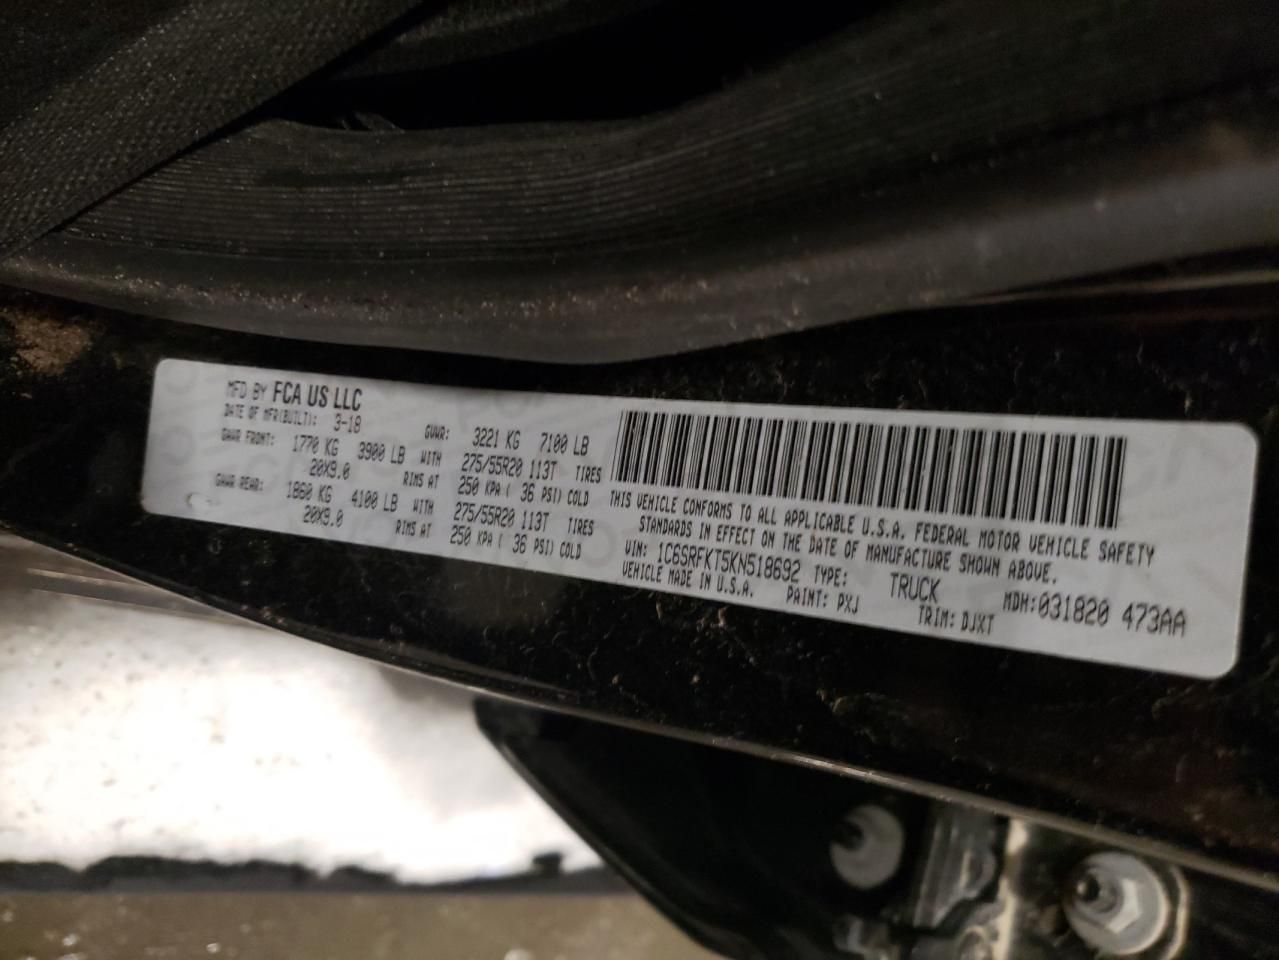 MFD BY FCA US LLC
DATE OF MFR(BUILT): 3-18 GVWR: 3221 KG 7100 LB
GAWR FRONT: 1770 KG 3900 LB WITH 275/55R20 113T TIRES
20X9.0 RIMS AT 250 KPA ( 36 PSI) COLD
GAWR REAR: 1860 KG 4100 LB WITH 275/55R20 113T TIRES
20X9.0 RIMS AT 250 KPA ( 36 PSI) COLD
THIS VEHICLE CONFORMS TO ALL APPLICABLE U.S.A. FEDERAL MOTOR VEHICLE SAFETY
STANDARDS IN EFFECT ON THE DATE OF MANUFACTURE SHOWN ABOVE.
VIN: 1C6SRFKT5KN518692 TYPE: TRUCK MDH:031820 473AA
VEHICLE MADE IN U.S.A. PAINT: PXJ TRIM: DJXT